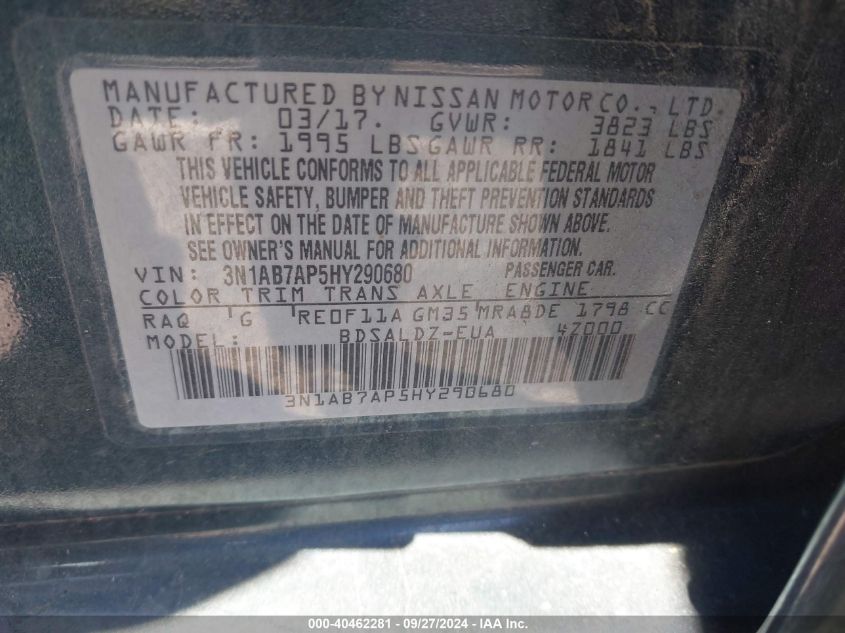 MANUFACTURED BY NISSAN MOTOR CO., LTD.
DATE: 03/17. GVWR: 3823 LBS
GAWR FR: 1995 LBS GAWR RR: 1841 LBS
THIS VEHICLE CONFORMS TO ALL APPLICABLE FEDERAL MOTOR
VEHICLE SAFETY, BUMPER AND THEFT PREVENTION STANDARDS
IN EFFECT ON THE DATE OF MANUFACTURE SHOWN ABOVE.
SEE OWNER'S MANUAL FOR ADDITIONAL INFORMATION.
VIN: 3N1AB7AP5HY290680 PASSENGER CAR.
COLOR TRIM TRANS AXLE ENGINE
RAQ G RE0F11A GM35 MRA8DE 1798 CC
MODEL: BDSALDZ-EUA 4Z000
3N1AB7AP5HY290680
000-40462281 - 09/27/2024 - IAAI.com